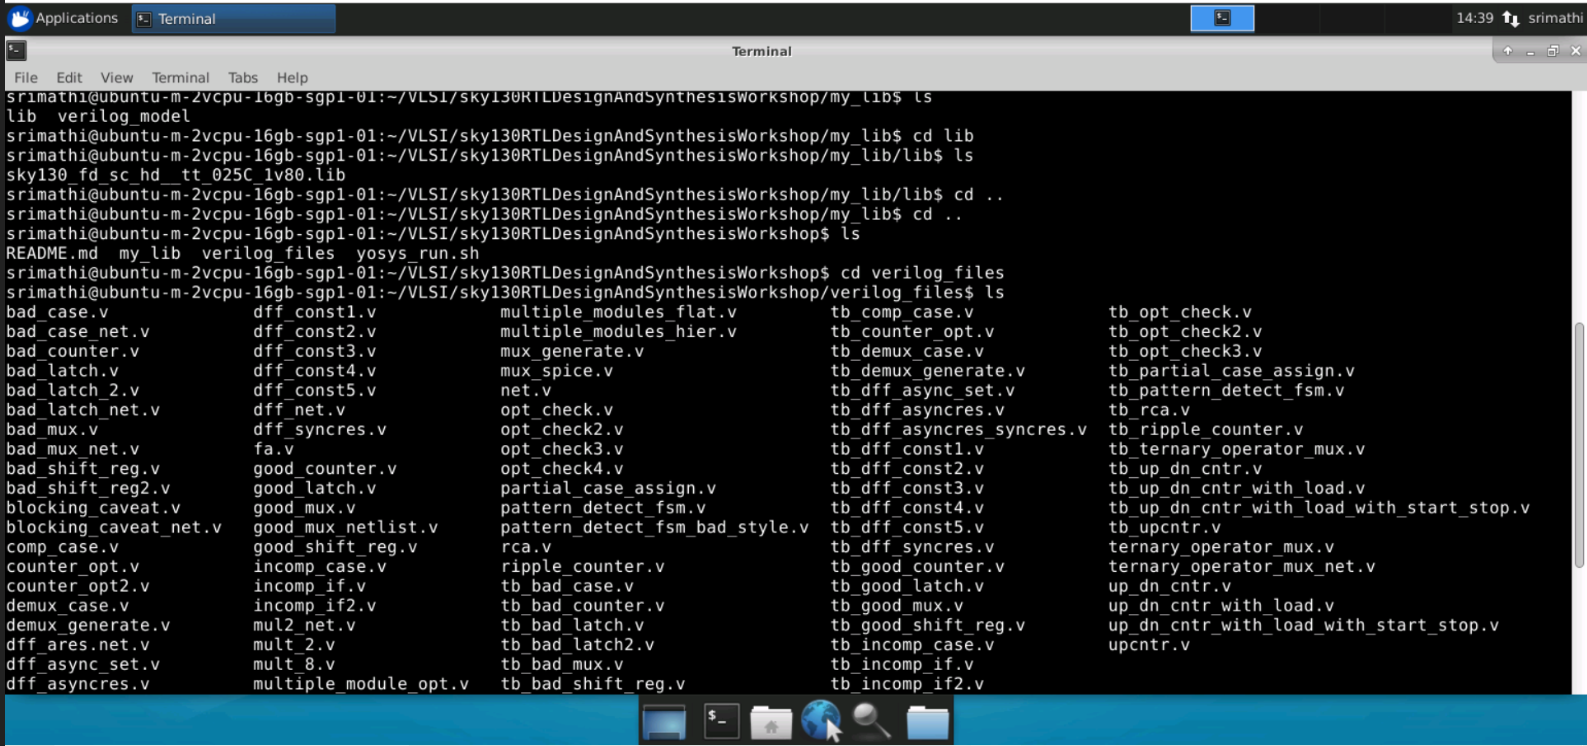 Applications Terminal 14:39 srimathi
Terminal
File Edit View Terminal Tabs Help
srimathi@ubuntu-m-2vcpu-16gb-sgp1-01:~/VLSI/sky130RTLDesignAndSynthesisWorkshop/my_lib$ ls
lib verilog_model
srimathi@ubuntu-m-2vcpu-16gb-sgp1-01:~/VLSI/sky130RTLDesignAndSynthesisWorkshop/my_lib$ cd lib
srimathi@ubuntu-m-2vcpu-16gb-sgp1-01:~/VLSI/sky130RTLDesignAndSynthesisWorkshop/my_lib/lib$ ls
sky130_fd_sc_hd__tt_025C_1v80.lib
srimathi@ubuntu-m-2vcpu-16gb-sgp1-01:~/VLSI/sky130RTLDesignAndSynthesisWorkshop/my_lib/lib$ cd ..
srimathi@ubuntu-m-2vcpu-16gb-sgp1-01:~/VLSI/sky130RTLDesignAndSynthesisWorkshop/my_lib$ cd ..
srimathi@ubuntu-m-2vcpu-16gb-sgp1-01:~/VLSI/sky130RTLDesignAndSynthesisWorkshop$ ls
README.md my_lib verilog_files yosys_run.sh
srimathi@ubuntu-m-2vcpu-16gb-sgp1-01:~/VLSI/sky130RTLDesignAndSynthesisWorkshop$ cd verilog_files
srimathi@ubuntu-m-2vcpu-16gb-sgp1-01:~/VLSI/sky130RTLDesignAndSynthesisWorkshop/verilog_files$ ls
bad_case.v dff_const1.v multiple_modules_flat.v tb_comp_case.v tb_opt_check.v
bad_case_net.v dff_const2.v multiple_modules_hier.v tb_counter_opt.v tb_opt_check2.v
bad_counter.v dff_const3.v mux_generate.v tb_demux_case.v tb_opt_check3.v
bad_latch.v dff_const4.v mux_spice.v tb_demux_generate.v tb_partial_case_assign.v
bad_latch_2.v dff_const5.v net.v tb_dff_async_set.v tb_pattern_detect_fsm.v
bad_latch_net.v dff_net.v opt_check.v tb_dff_asyncres.v tb_rca.v
bad_mux.v dff_syncres.v opt_check2.v tb_dff_asyncres_syncres.v tb_ripple_counter.v
bad_mux_net.v fa.v opt_check3.v tb_dff_const1.v tb_ternary_operator_mux.v
bad_shift_reg.v good_counter.v opt_check4.v tb_dff_const2.v tb_up_dn_cntr.v
bad_shift_reg2.v good_latch.v partial_case_assign.v tb_dff_const3.v tb_up_dn_cntr_with_load.v
blocking_caveat.v good_mux.v pattern_detect_fsm.v tb_dff_const4.v tb_up_dn_cntr_with_load_with_start_stop.v
blocking_caveat_net.v good_mux_netlist.v pattern_detect_fsm_bad_style.v tb_dff_const5.v tb_upcntr.v
comp_case.v good_shift_reg.v rca.v tb_dff_syncres.v ternary_operator_mux.v
counter_opt.v incomp_case.v ripple_counter.v tb_good_counter.v ternary_operator_mux_net.v
counter_opt2.v incomp_if.v tb_bad_case.v tb_good_latch.v up_dn_cntr.v
demux_case.v incomp_if2.v tb_bad_counter.v tb_good_mux.v up_dn_cntr_with_load.v
demux_generate.v mul2_net.v tb_bad_latch.v tb_good_shift_reg.v up_dn_cntr_with_load_with_start_stop.v
dff_ares.net.v mult_2.v tb_bad_latch2.v tb_incomp_case.v upcntr.v
dff_async_set.v mult_8.v tb_bad_mux.v tb_incomp_if.v
dff_asyncres.v multiple_module_opt.v tb_bad_shift_reg.v tb_incomp_if2.v